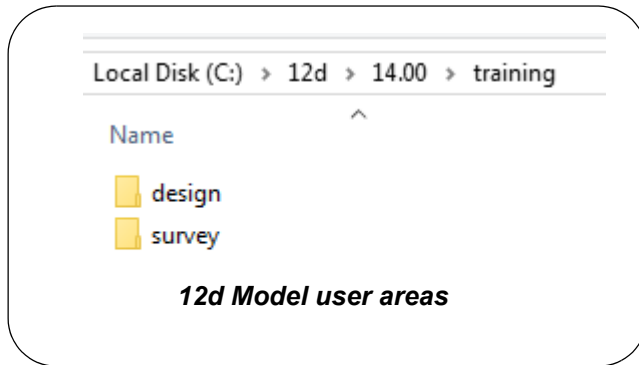 Local Disk (C:) > 12d > 14.00 > training
Name
design
survey
12d Model user areas